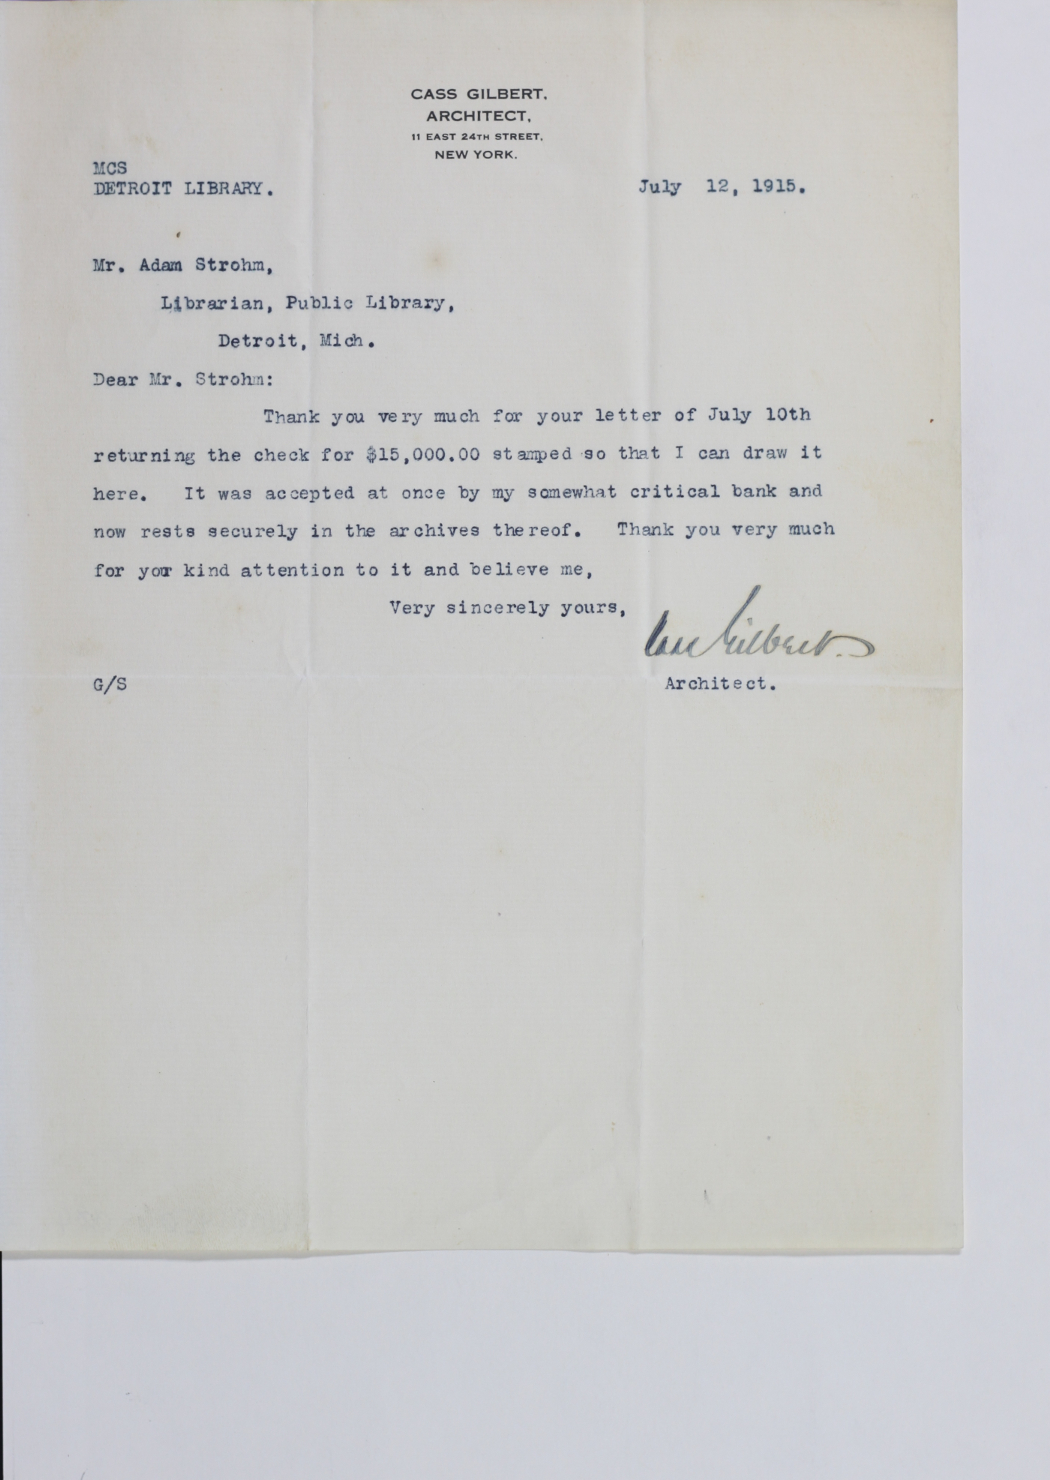 CASS GILBERT,
ARCHITECT,
11 EAST 24TH STREET,
NEW YORK.
MCS
DETROIT LIBRARY.
July 12, 1915.
Mr. Adam Strohm,
Librarian, Public Library,
Detroit, Mich.
Dear Mr. Strohm:
Thank you very much for your letter of July 10th
returning the check for $15,000.00 stamped so that I can draw it
here. It was accepted at once by my somewhat critical bank and
now rests securely in the archives thereof. Thank you very much
for your kind attention to it and believe me,
Very sincerely yours,
Cass Gilbert.
G/S
Architect.